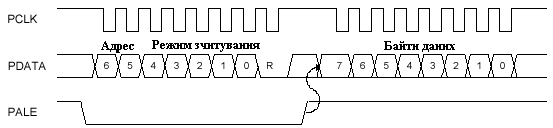 PCLK
Адрес Режим зчитування Байти даних
PDATA 6 5 4 3 2 1 0 R 7 6 5 4 3 2 1 0
PALE